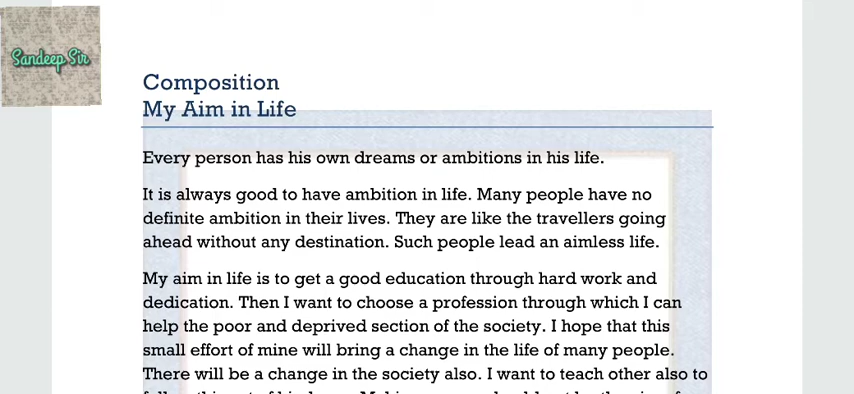 Sandeep Sir
Composition
My Aim in Life
Every person has his own dreams or ambitions in his life.
It is always good to have ambition in life. Many people have no
definite ambition in their lives. They are like the travellers going
ahead without any destination. Such people lead an aimless life.
My aim in life is to get a good education through hard work and
dedication. Then I want to choose a profession through which I can
help the poor and deprived section of the society. I hope that this
small effort of mine will bring a change in the life of many people.
There will be a change in the society also. I want to teach other also to